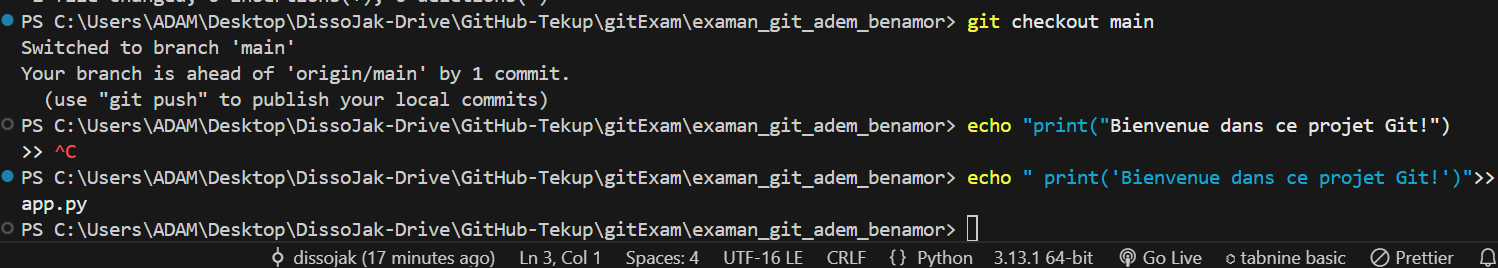 PS C:\Users\ADAM\Desktop\DissoJak-Drive\GitHub-Tekup\gitExam\examan_git_adem_benamor> git checkout main
Switched to branch 'main'
Your branch is ahead of 'origin/main' by 1 commit.
  (use "git push" to publish your local commits)
PS C:\Users\ADAM\Desktop\DissoJak-Drive\GitHub-Tekup\gitExam\examan_git_adem_benamor> echo "print("Bienvenue dans ce projet Git!")
>> ^C
PS C:\Users\ADAM\Desktop\DissoJak-Drive\GitHub-Tekup\gitExam\examan_git_adem_benamor> echo " print('Bienvenue dans ce projet Git!')">>
app.py
PS C:\Users\ADAM\Desktop\DissoJak-Drive\GitHub-Tekup\gitExam\examan_git_adem_benamor>
dissojak (17 minutes ago) Ln 3, Col 1 Spaces: 4 UTF-16 LE CRLF {} Python 3.13.1 64-bit Go Live tabnine basic Prettier